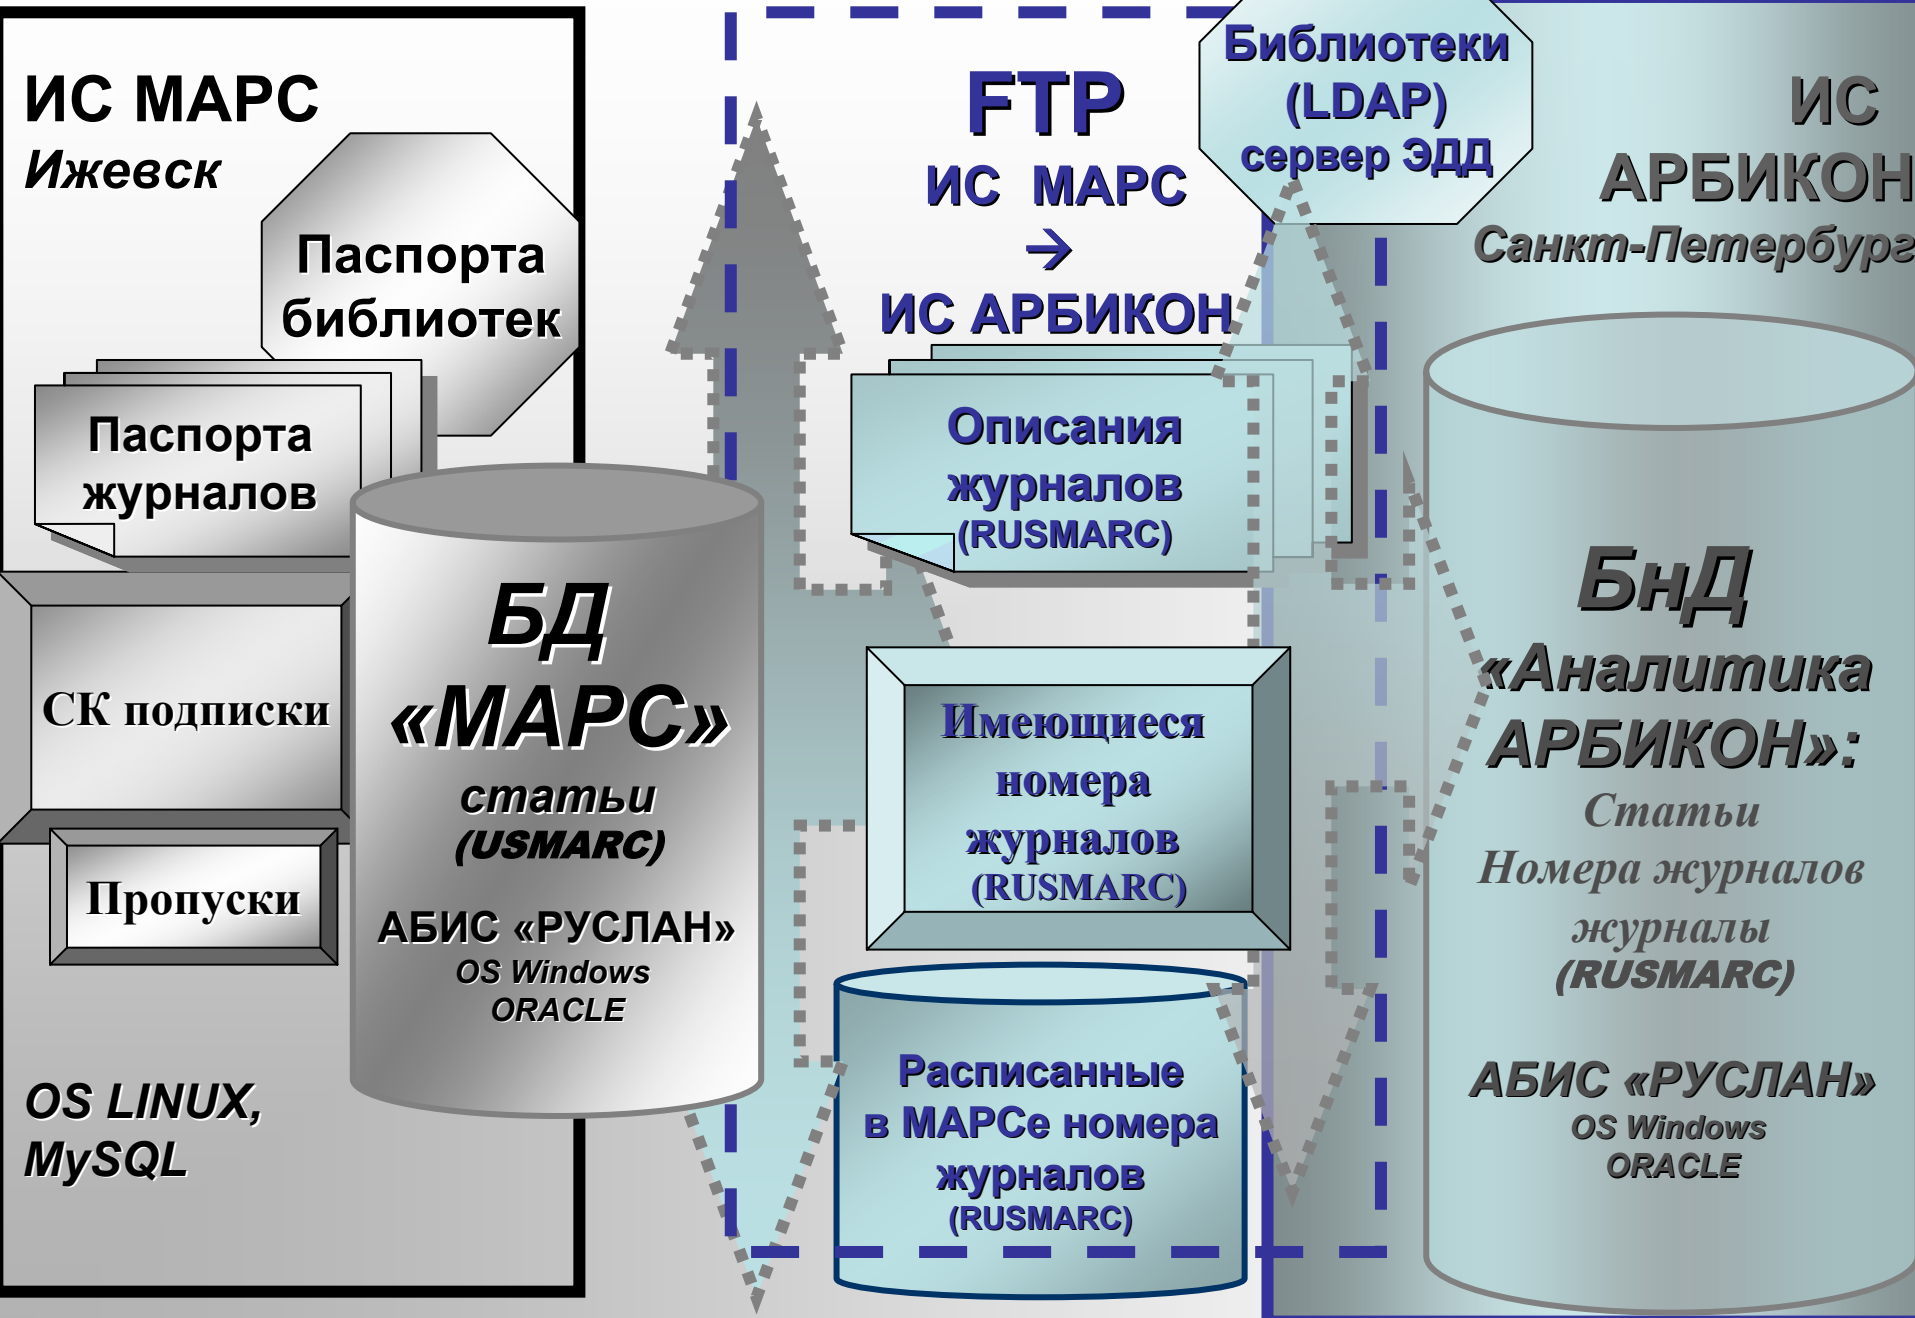 ИС МАРС
Ижевск
Паспорта
библиотек
Паспорта
журналов
СК подписки
Пропуски
БД
«МАРС»
статьи
(USMARC)
АБИС «РУСЛАН»
OS Windows
ORACLE
OS LINUX,
MySQL
FTP
ИС МАРС
→
ИС АРБИКОН
Библиотеки
(LDAP)
сервер ЭДД
Описания
журналов
(RUSMARC)
Имеющиеся
номера
журналов
(RUSMARC)
Расписанные
в МАРСе номера
журналов
(RUSMARC)
ИС
АРБИКОН
Санкт-Петербург
БнД
«Аналитика
АРБИКОН»:
Статьи
Номера журналов
журналы
(RUSMARC)
АБИС «РУСЛАН»
OS Windows
ORACLE